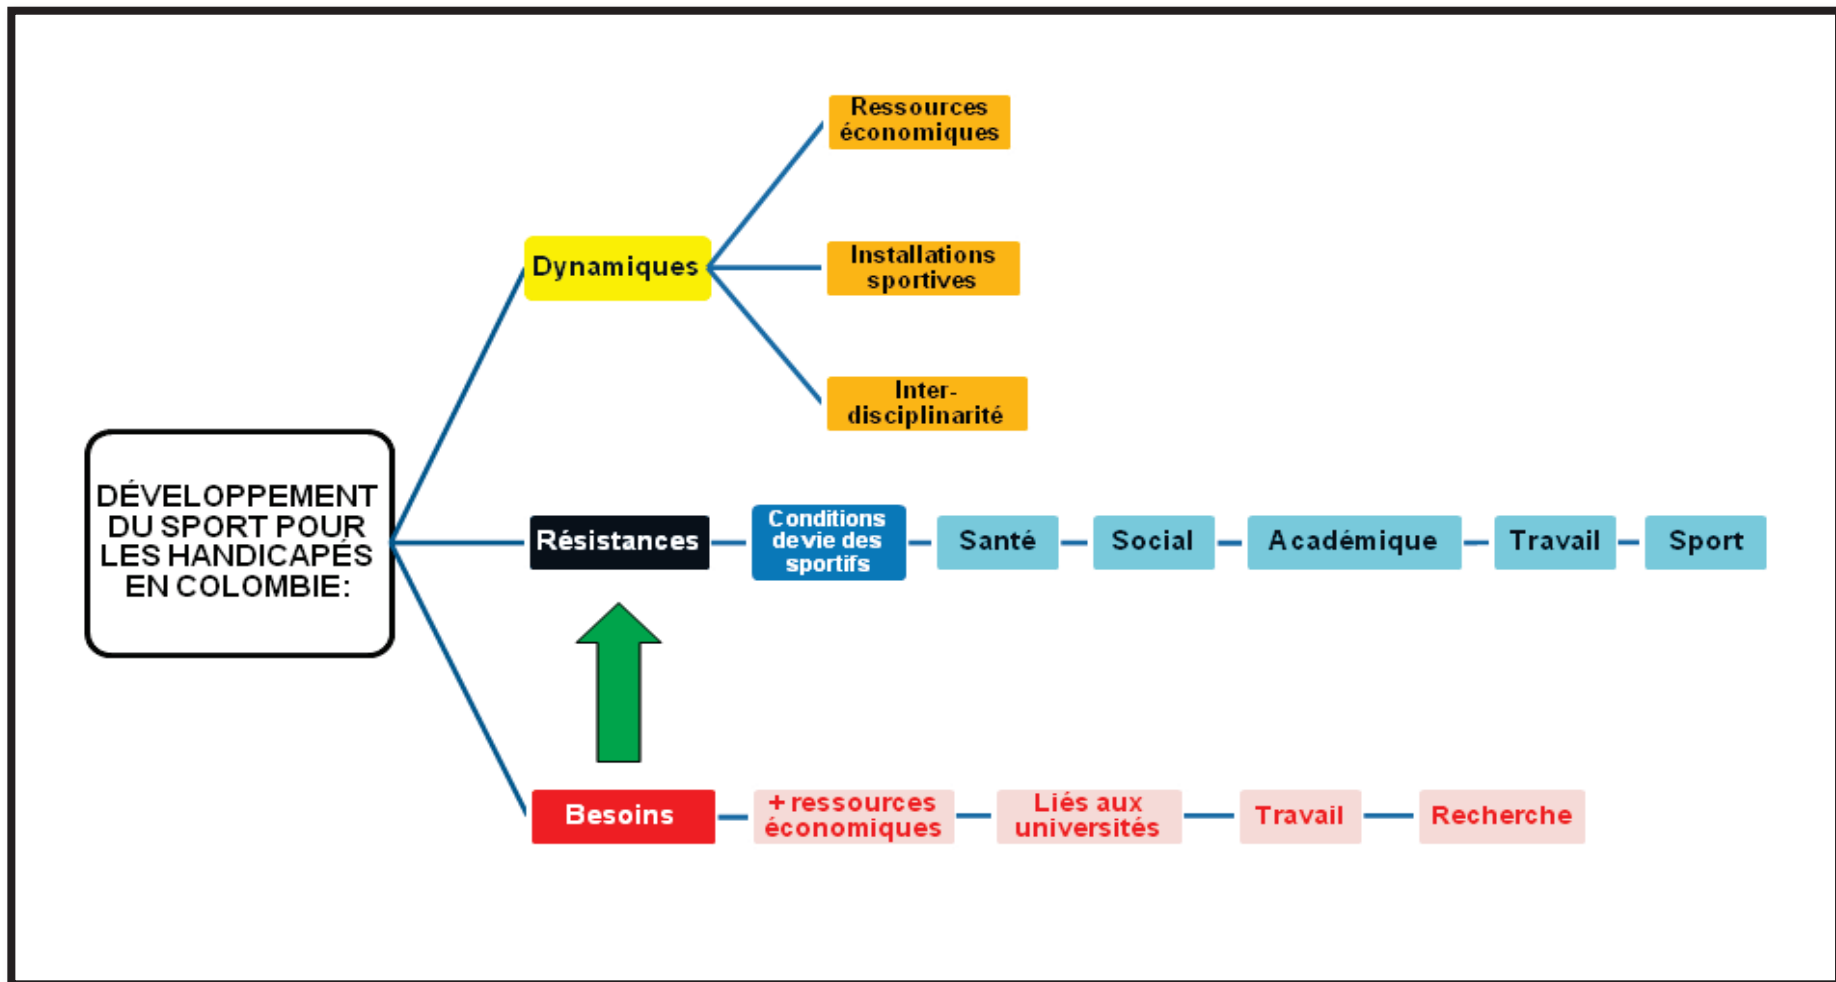 Ressources
économiques
Dynamiques
Installations
sportives
Inter-
disciplinarité
DÉVELOPPEMENT
DU SPORT POUR
LES HANDICAPÉS
EN COLOMBIE:
Résistances
Conditions
de vie des
sportifs
Santé
Social
Académique
Travail
Sport
Besoins
+ ressources
économiques
Liés aux
universités
Travail
Recherche